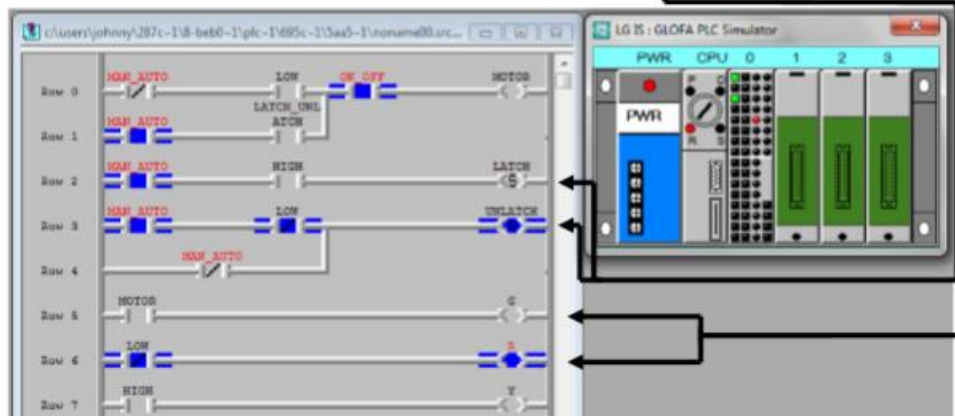 c:\users\johnny\287c-1\8-beb0-1\plc-1\695c-1\5aa5-1\noname00.src...
LG IS : GLOFA PLC Simulator
PWR CPU 0 1 2 3
PWR
R S
Row 0 MAN_AUTO LOW ON_OFF MOTOR
LATCH_UNL
Row 1 MAN_AUTO ATCH
Row 2 MAN_AUTO HIGH LATCH
S
Row 3 MAN_AUTO LOW UNLATCH
Row 4 MAN_AUTO
Row 5 MOTOR G
Row 6 LOW R
Row 7 HIGH Y